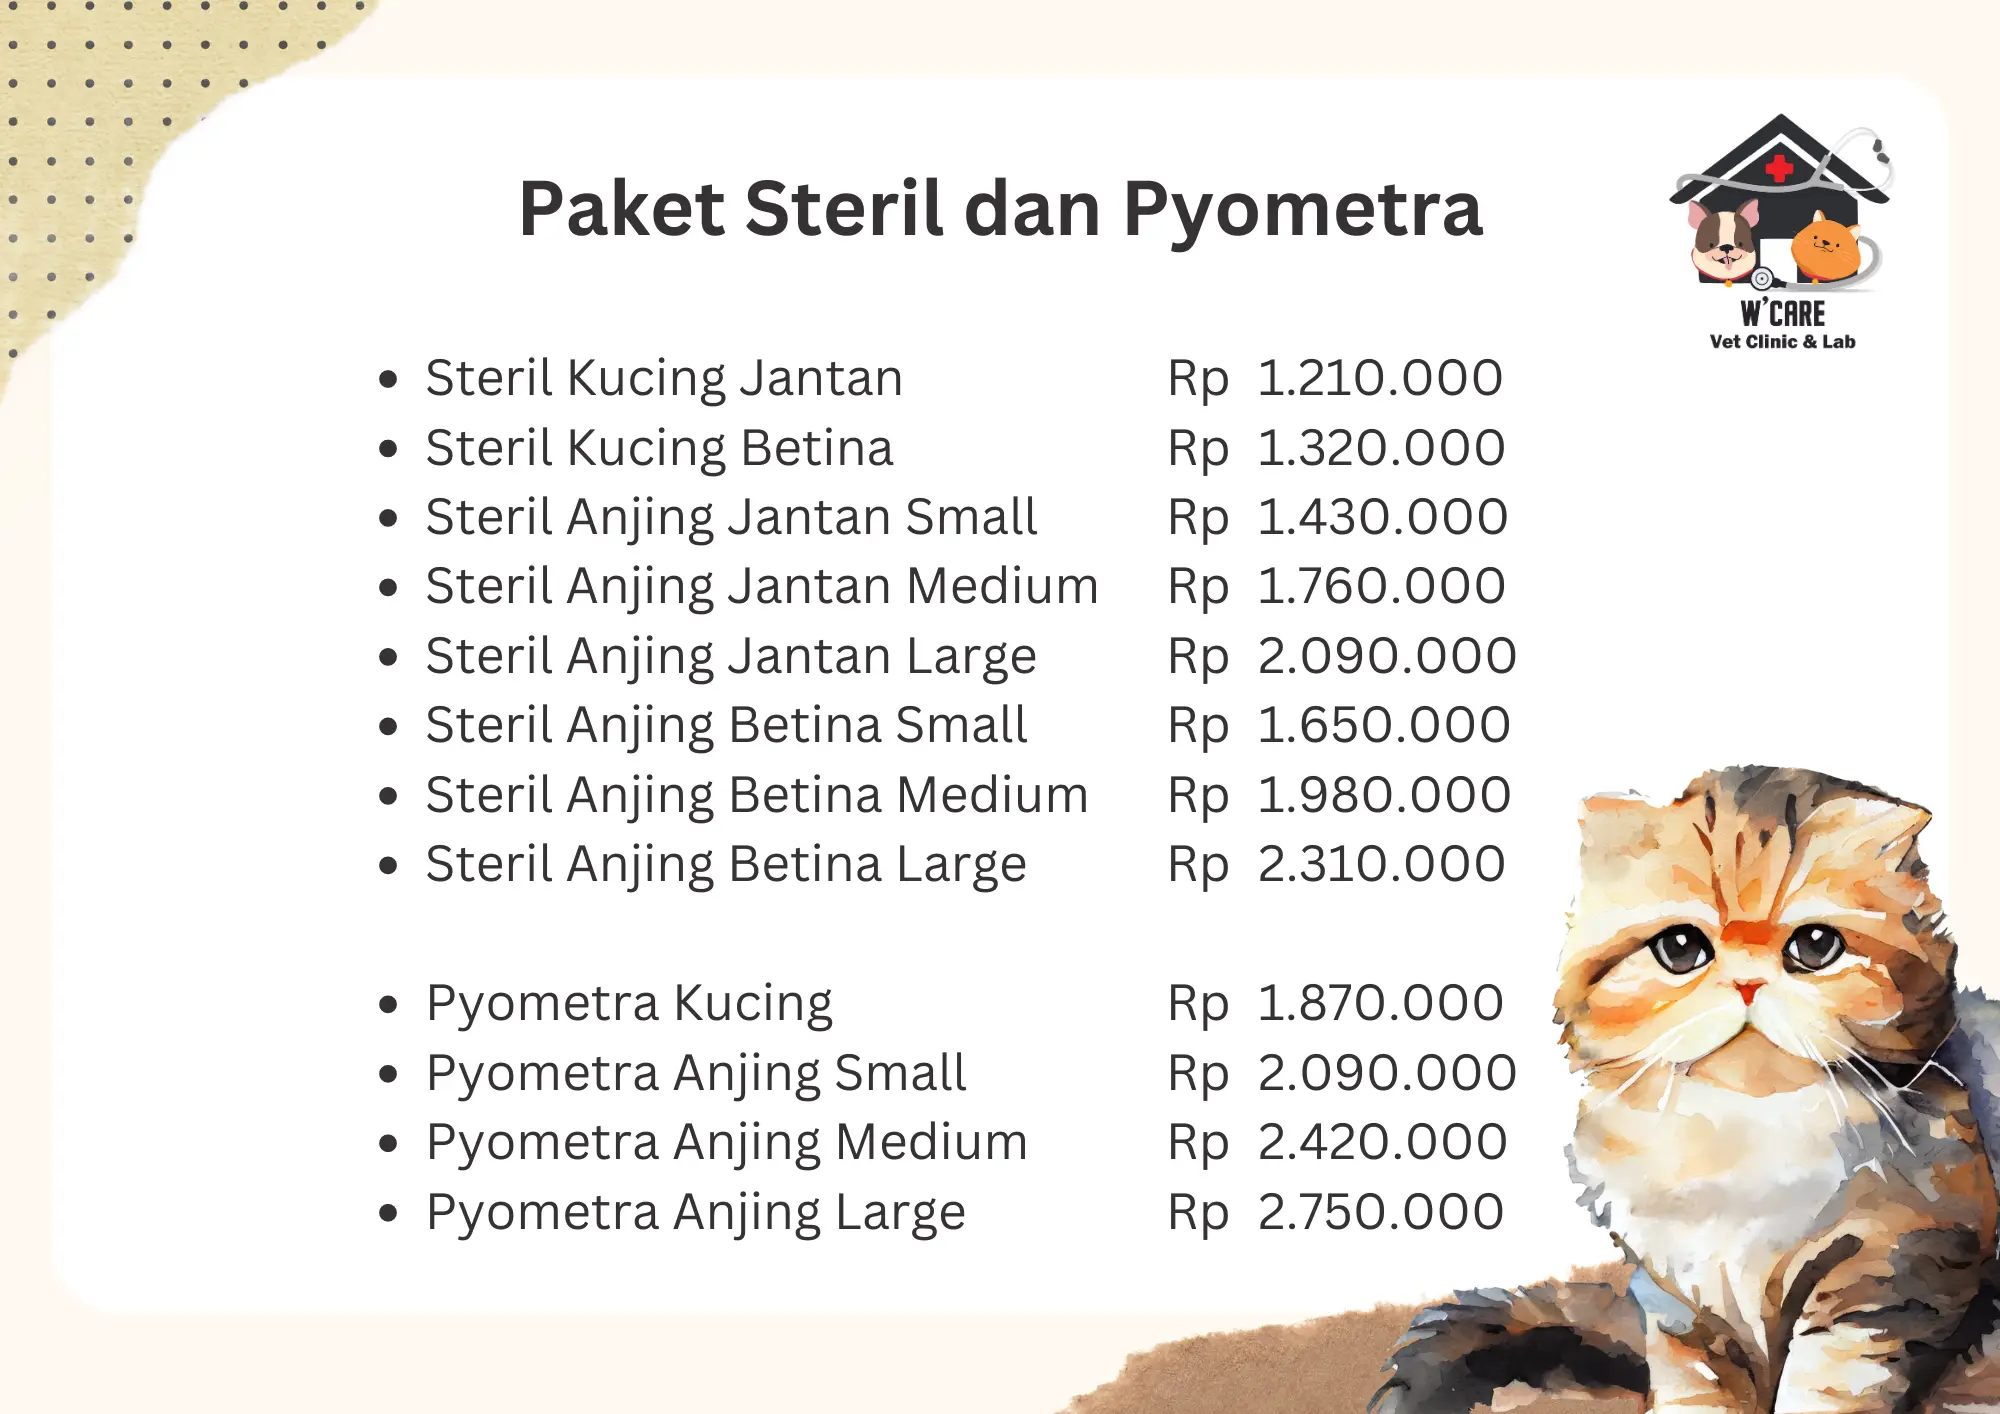 Paket Steril dan Pyometra
W'CARE
Vet Clinic & Lab
• Steril Kucing Jantan Rp 1.210.000
• Steril Kucing Betina Rp 1.320.000
• Steril Anjing Jantan Small Rp 1.430.000
• Steril Anjing Jantan Medium Rp 1.760.000
• Steril Anjing Jantan Large Rp 2.090.000
• Steril Anjing Betina Small Rp 1.650.000
• Steril Anjing Betina Medium Rp 1.980.000
• Steril Anjing Betina Large Rp 2.310.000
• Pyometra Kucing Rp 1.870.000
• Pyometra Anjing Small Rp 2.090.000
• Pyometra Anjing Medium Rp 2.420.000
• Pyometra Anjing Large Rp 2.750.000